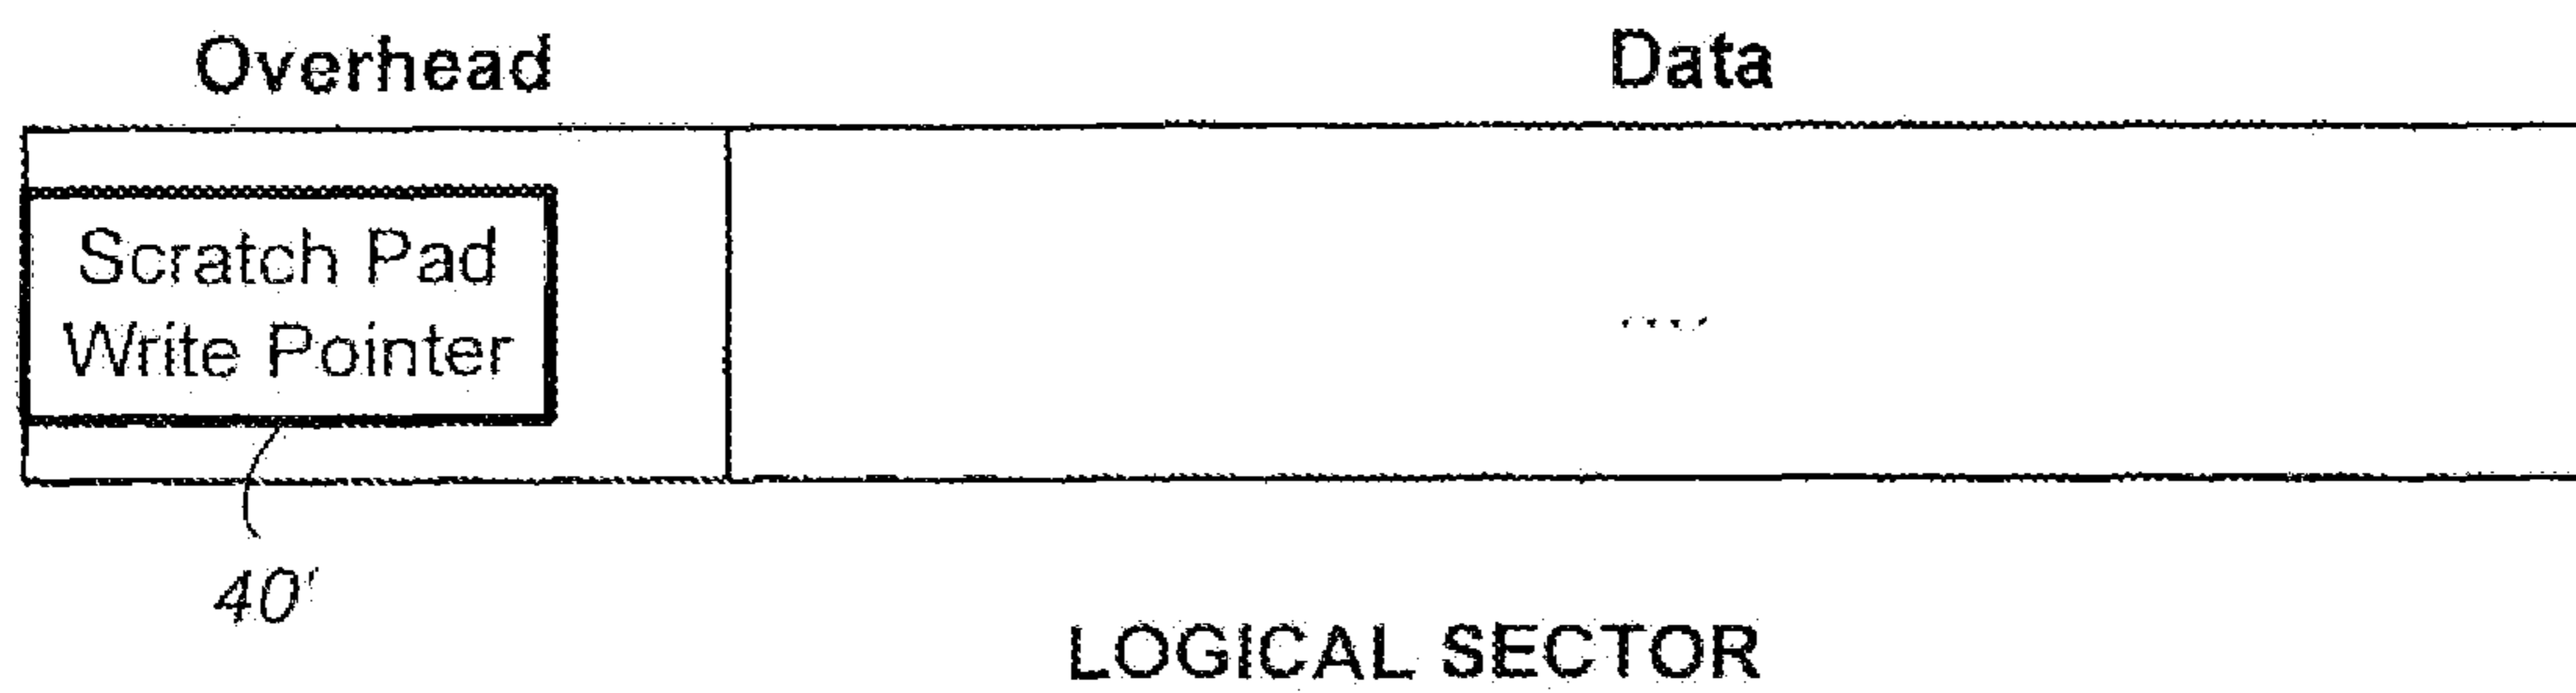 Overhead Data
Scratch Pad
Write Pointer
....
40'
LOGICAL SECTOR